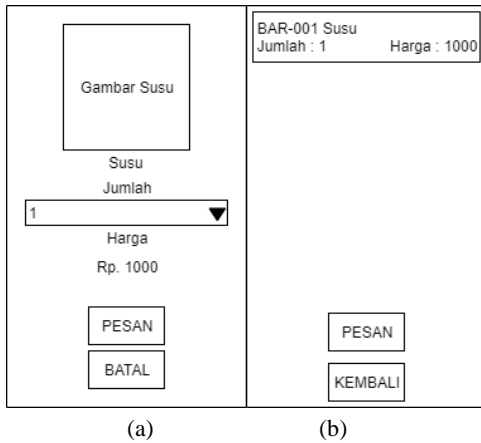 Gambar Susu
Susu
Jumlah
1
Harga
Rp. 1000
PESAN
BATAL
BAR-001 Susu
Jumlah : 1 Harga : 1000
PESAN
KEMBALI
(a) (b)